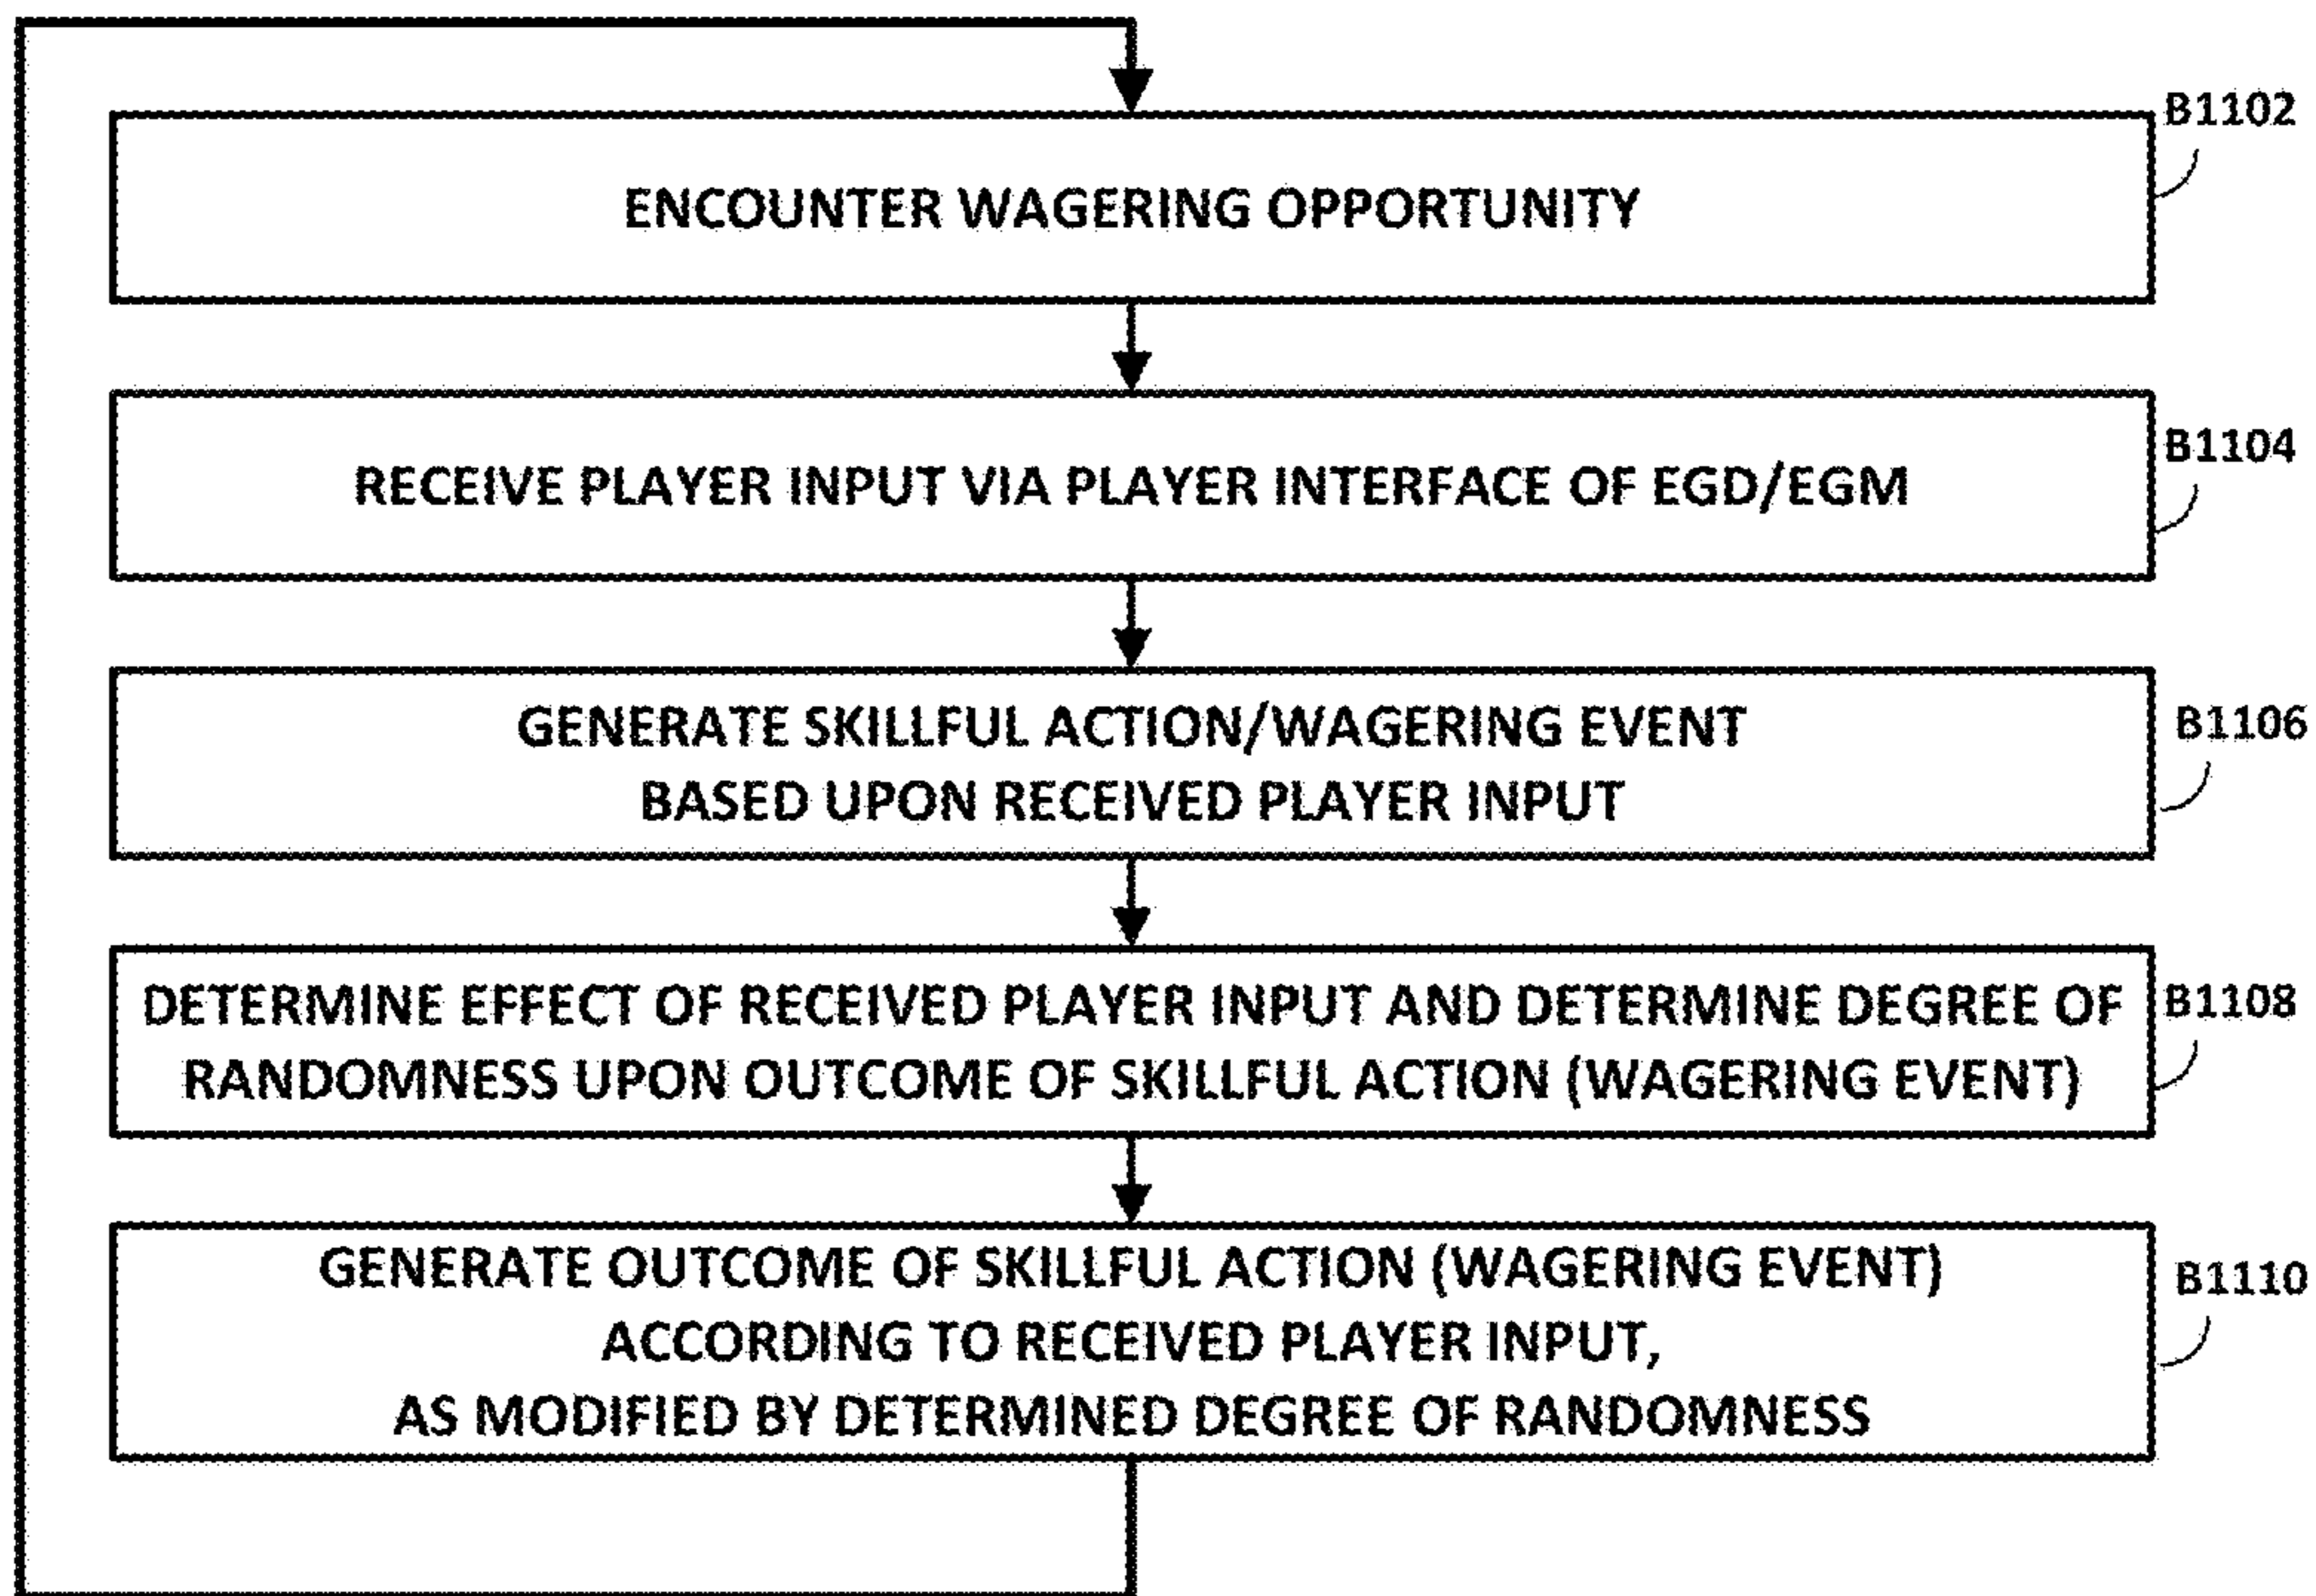 B1102
ENCOUNTER WAGERING OPPORTUNITY
B1104
RECEIVE PLAYER INPUT VIA PLAYER INTERFACE OF EGD/EGM
B1106
GENERATE SKILLFUL ACTION/WAGERING EVENT
BASED UPON RECEIVED PLAYER INPUT
B1108
DETERMINE EFFECT OF RECEIVED PLAYER INPUT AND DETERMINE DEGREE OF
RANDOMNESS UPON OUTCOME OF SKILLFUL ACTION (WAGERING EVENT)
B1110
GENERATE OUTCOME OF SKILLFUL ACTION (WAGERING EVENT)
ACCORDING TO RECEIVED PLAYER INPUT,
AS MODIFIED BY DETERMINED DEGREE OF RANDOMNESS